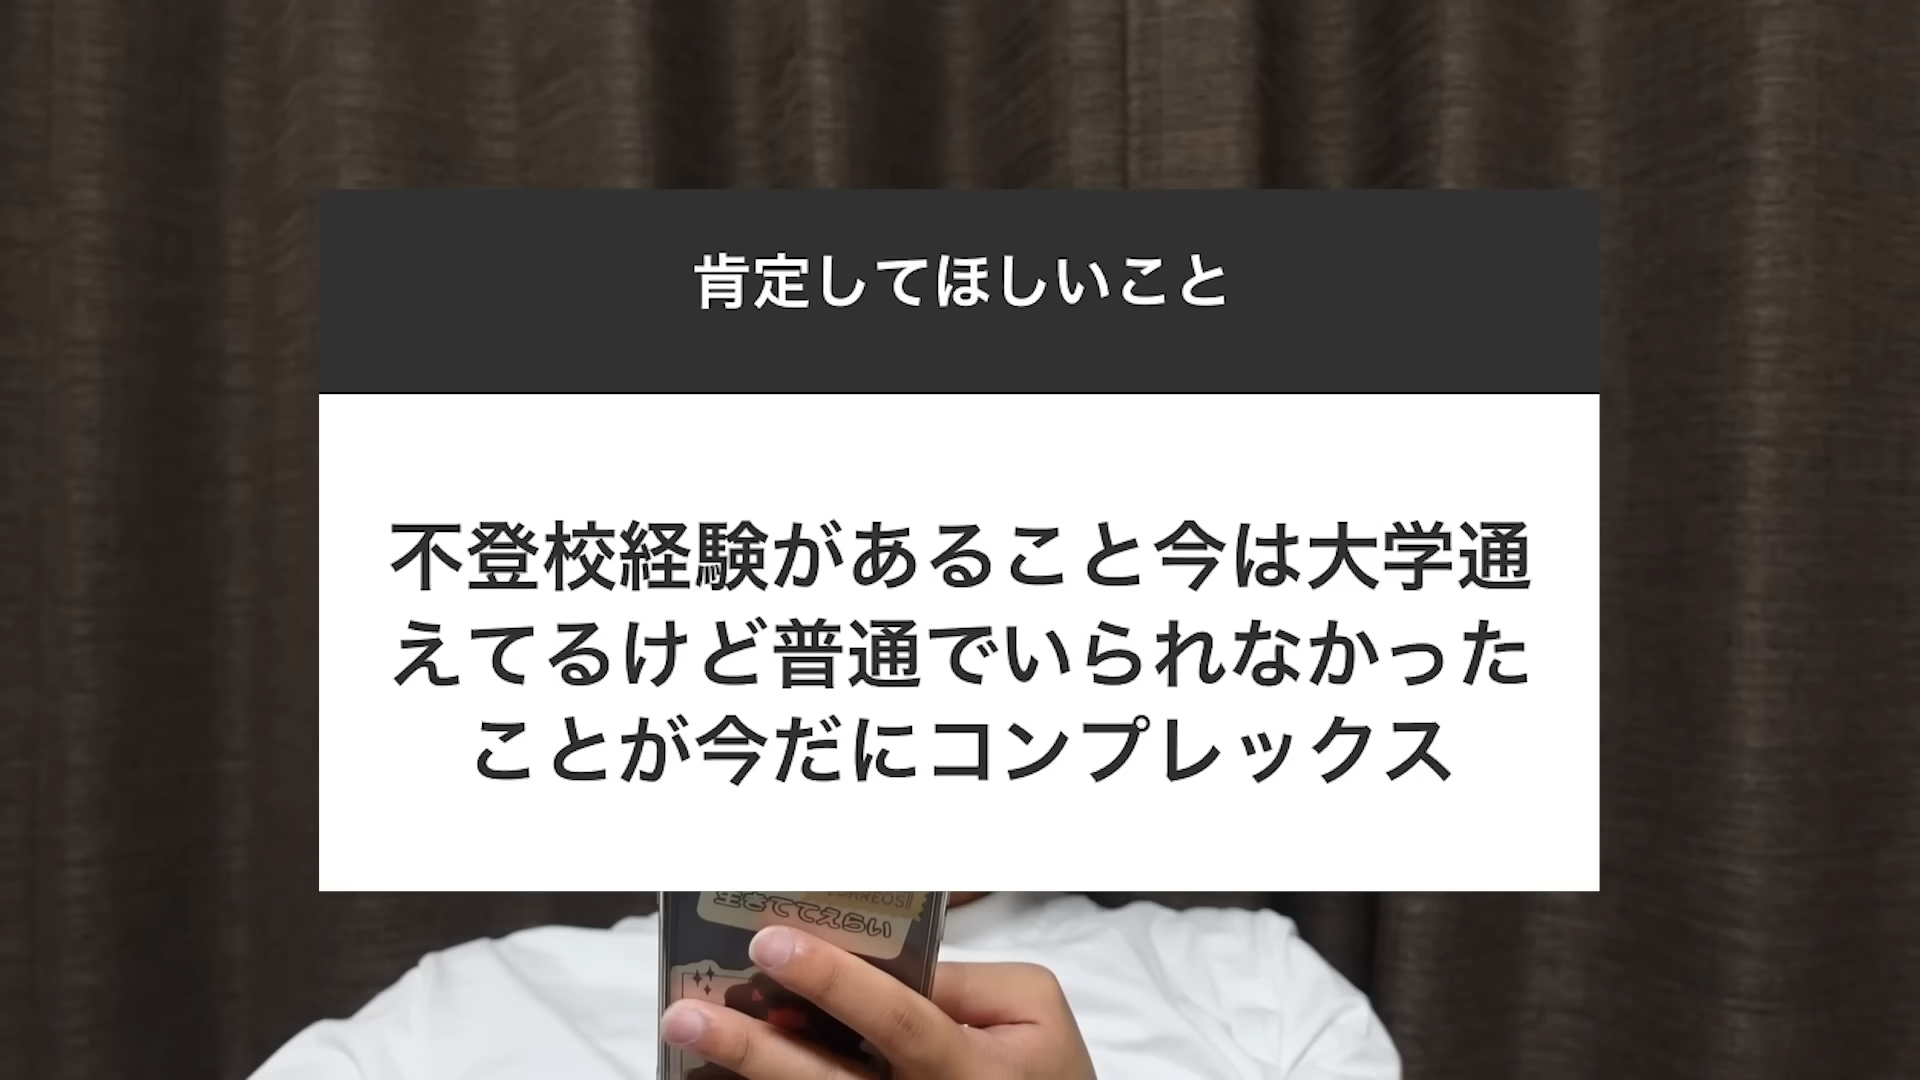 肯定してほしいこと
不登校経験があること今は大学通
えてるけど普通でいられなかった
ことが今だにコンプレックス
生きててえらい